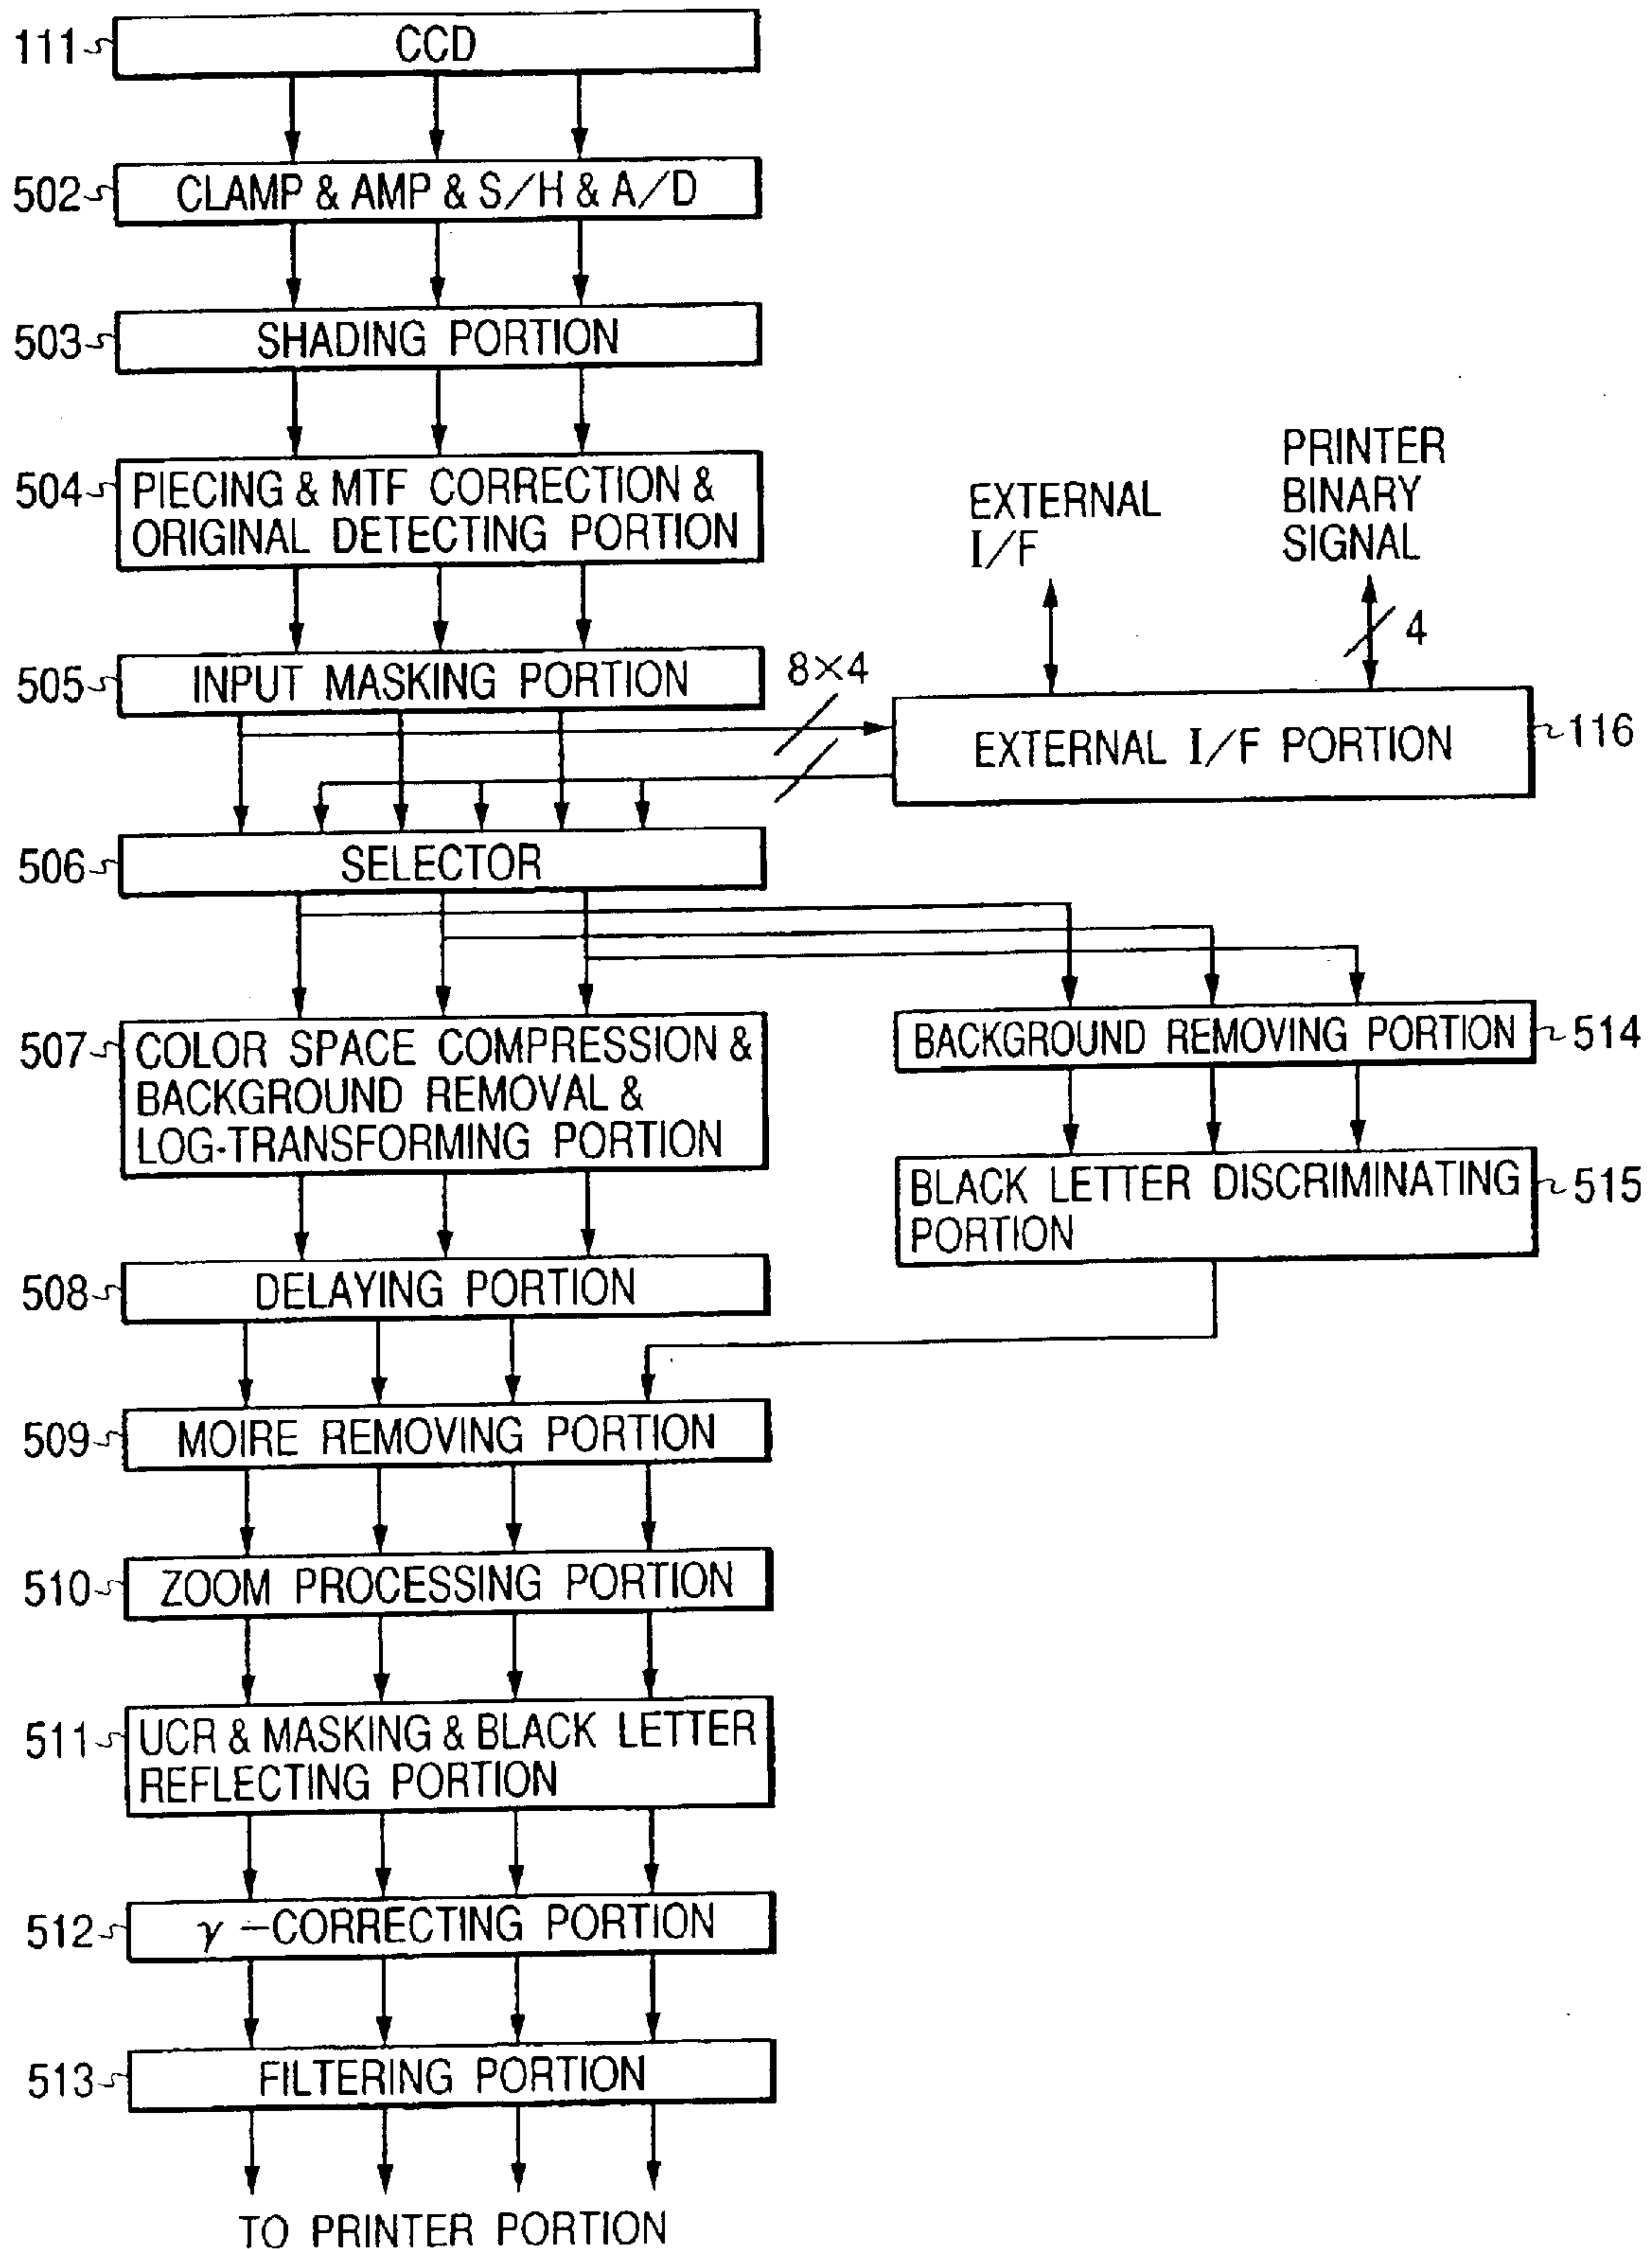 111 CCD
502 CLAMP & AMP & S/H & A/D
503 SHADING PORTION
504 PIECING & MTF CORRECTION &
ORIGINAL DETECTING PORTION
EXTERNAL
I/F
PRINTER
BINARY
SIGNAL
4
505 INPUT MASKING PORTION
8×4
EXTERNAL I/F PORTION 116
506 SELECTOR
507 COLOR SPACE COMPRESSION &
BACKGROUND REMOVAL &
LOG-TRANSFORMING PORTION
BACKGROUND REMOVING PORTION 514
BLACK LETTER DISCRIMINATING
PORTION
515
508 DELAYING PORTION
509 MOIRE REMOVING PORTION
510 ZOOM PROCESSING PORTION
511 UCR & MASKING & BLACK LETTER
REFLECTING PORTION
512 γ-CORRECTING PORTION
513 FILTERING PORTION
TO PRINTER PORTION